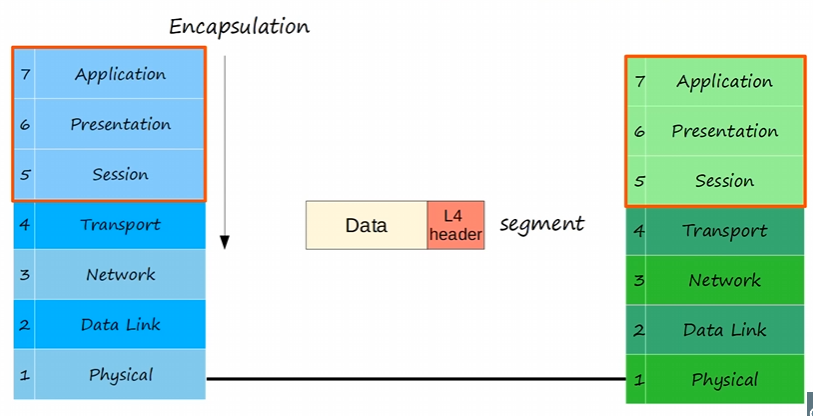 Encapsulation
7 Application
6 Presentation
5 Session
4 Transport
3 Network
2 Data Link
1 Physical
Data
L4
header
segment
7 Application
6 Presentation
5 Session
4 Transport
3 Network
2 Data Link
1 Physical